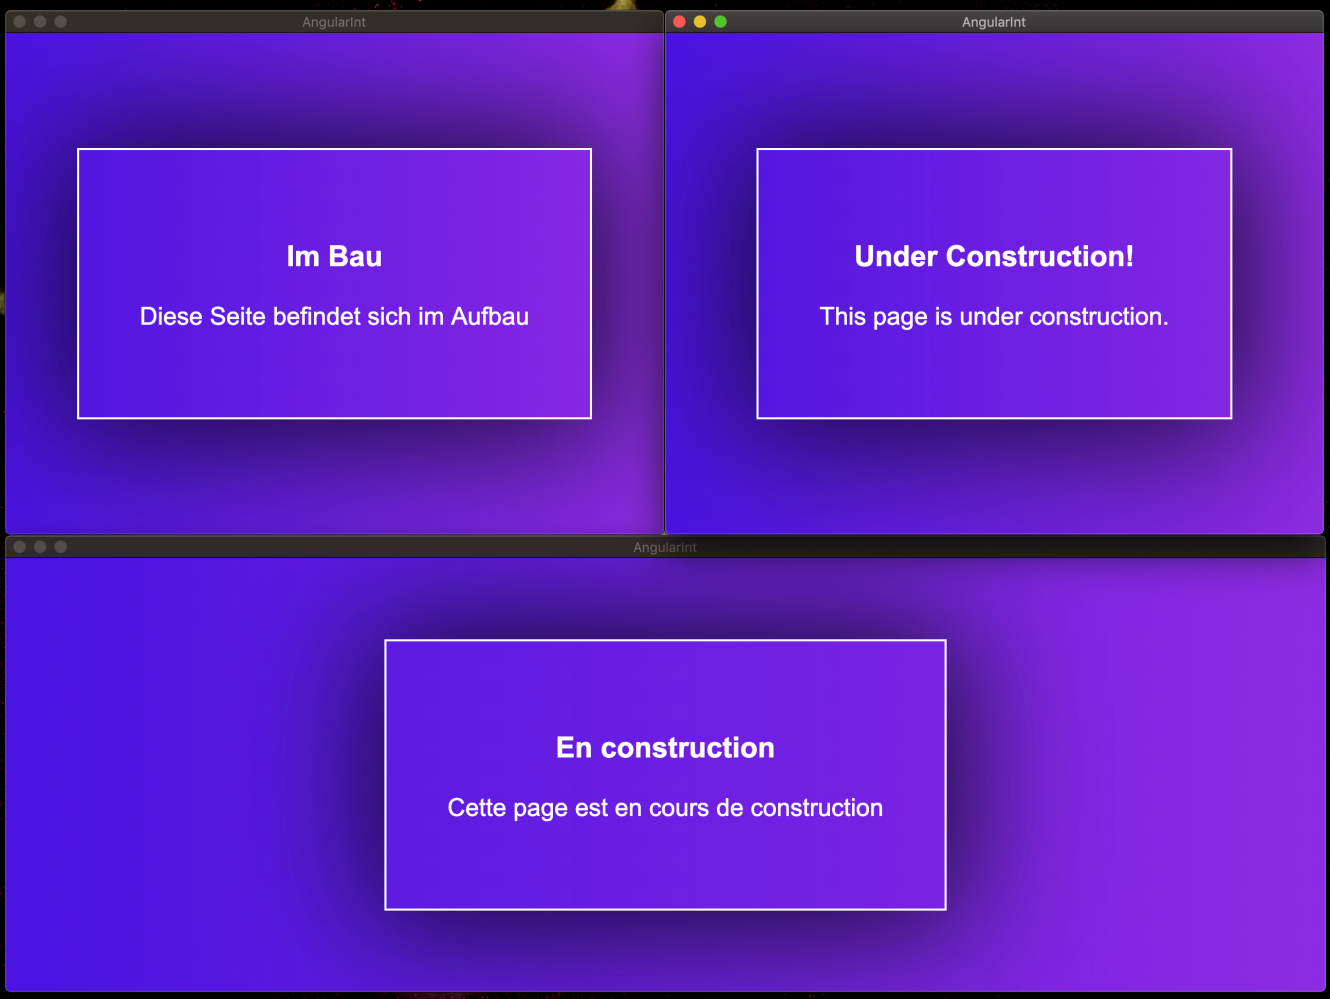 AngularInt
Im Bau
Diese Seite befindet sich im Aufbau
AngularInt
Under Construction!
This page is under construction.
AngularInt
En construction
Cette page est en cours de construction